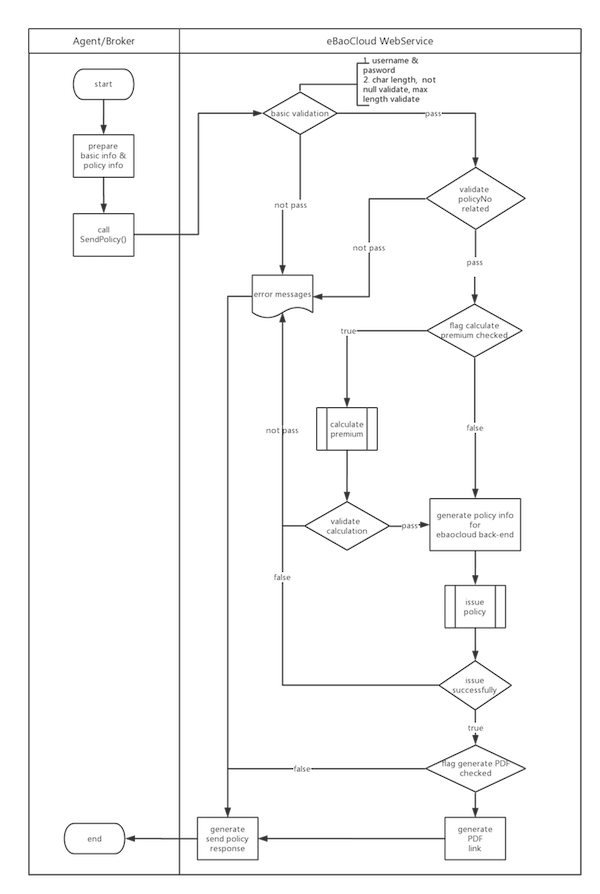 Agent/Broker
eBaoCloud WebService
start
1. username &
pasword
2. char length, not
null validate, max
length validate
basic validation
pass
prepare
basic info &
policy info
validate
policyNo
related
call
SendPolicy()
not pass
not pass
pass
error messages
flag calculate
premium checked
true
calculate
premium
not pass
false
validate
calculation
pass
generate policy info
for
ebaocloud back-end
false
issue
policy
issue
successfully
true
flag generate PDF
checked
false
end
generate
send policy
response
generate
PDF
link